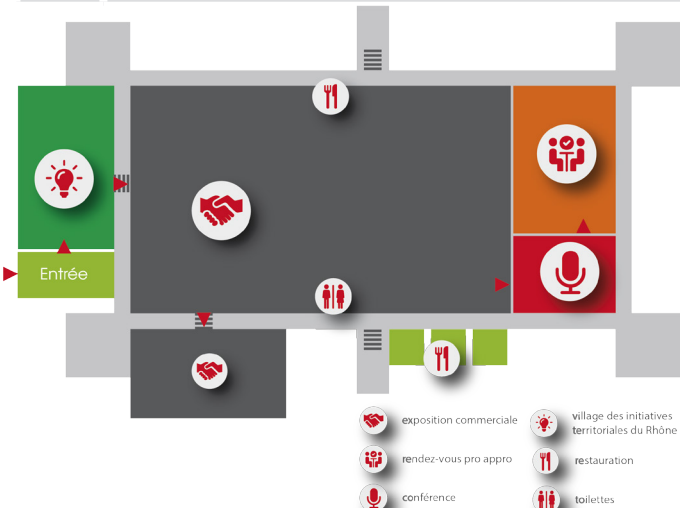 Entrée
exposition commerciale
village des initiatives
territoriales du Rhône
rendez-vous pro appro
restauration
conférence
toilettes